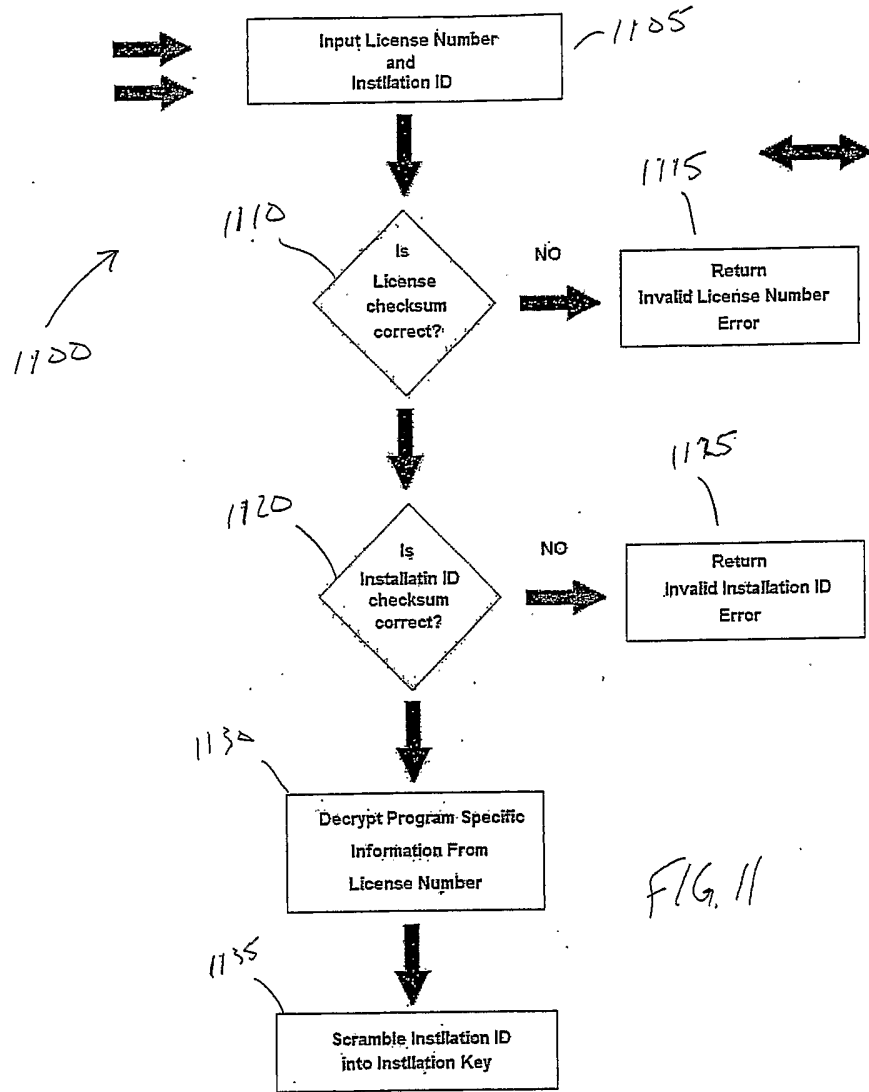 Input License Number
and
Instllation ID
1105
1110
Is
License
checksum
correct?
NO
1115
Return
Invalid License Number
Error
1100
1120
Is
Installatin ID
checksum
correct?
NO
1125
Return
Invalid Installation ID
Error
1130
Decrypt Program Specific
Information From
License Number
FIG. 11
1135
Scramble Instllation ID
into Instllation Key